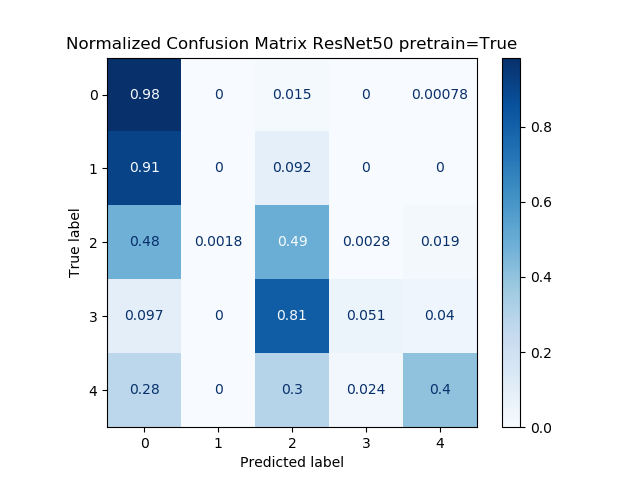 Normalized Confusion Matrix ResNet50 pretrain=True
0 0.98 0 0.015 0 0.00078
1 0.91 0 0.092 0 0
2 0.48 0.0018 0.49 0.0028 0.019
3 0.097 0 0.81 0.051 0.04
4 0.28 0 0.3 0.024 0.4
0 1 2 3 4
True label
Predicted label
0.8
0.6
0.4
0.2
0.0